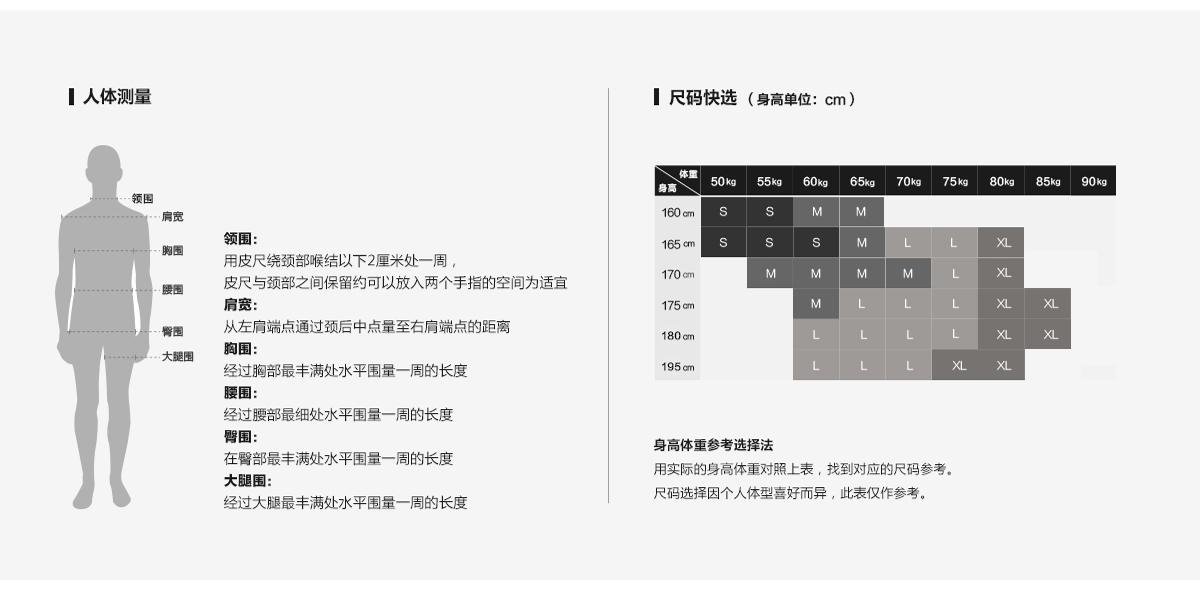 人体测量
领围
肩宽
胸围
腰围
臀围
大腿围
领围：
用皮尺绕颈部喉结以下2厘米处一周，
皮尺与颈部之间保留约可以放入两个手指的空间为适宜
肩宽：
从左肩端点通过颈后中点量至右肩端点的距离
胸围：
经过胸部最丰满处水平围量一周的长度
腰围：
经过腰部最细处水平围量一周的长度
臀围：
在臀部最丰满处水平围量一周的长度
大腿围：
经过大腿最丰满处水平围量一周的长度
尺码快选（身高单位：cm）
体重
身高
50kg 55kg 60kg 65kg 70kg 75kg 80kg 85kg 90kg
160cm S S M M
165cm S S S M L L XL
170cm M M M M L XL
175cm M L L L XL XL
180cm L L L L XL XL
195cm L L L XL XL
身高体重参考选择法
用实际的身高体重对照上表，找到对应的尺码参考。
尺码选择因个人体型喜好而异，此表仅作参考。